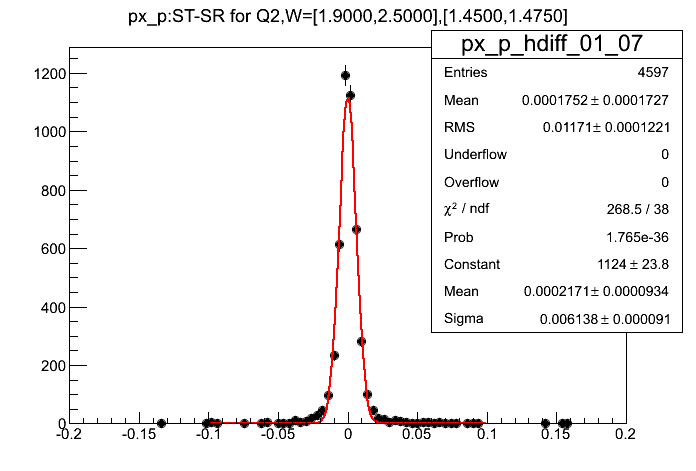 px_p:ST-SR for Q2,W=[1.9000,2.5000],[1.4500,1.4750]
px_p_hdiff_01_07
Entries 4597
Mean 0.0001752 ± 0.0001727
RMS 0.01171 ± 0.0001221
Underflow 0
Overflow 0
χ² / ndf 268.5 / 38
Prob 1.765e-36
Constant 1124 ± 23.8
Mean 0.0002171 ± 0.0000934
Sigma 0.006138 ± 0.000091
1200
1000
800
600
400
200
0
-0.2 -0.15 -0.1 -0.05 0 0.05 0.1 0.15 0.2